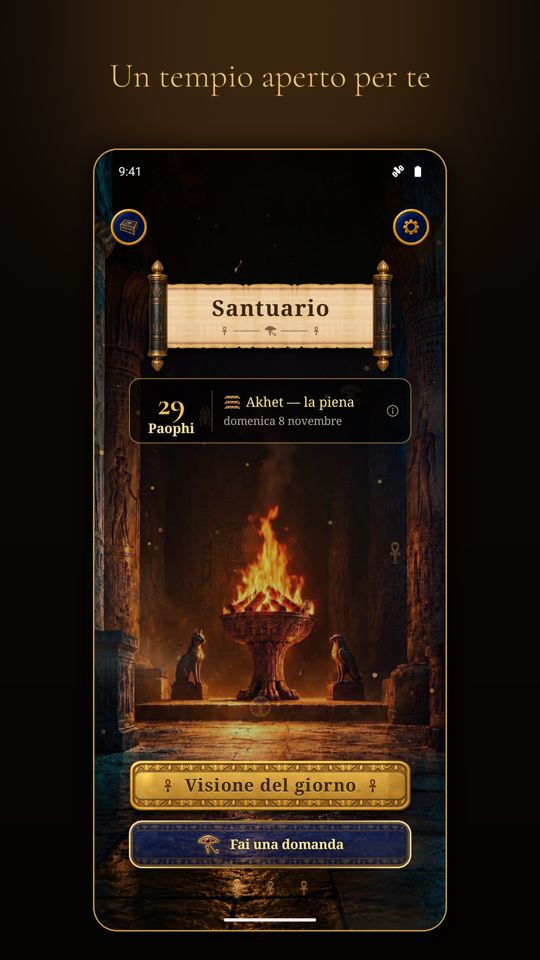 Un tempio aperto per te
9:41
Santuario
29
Paophi
Akhet — la piena
domenica 8 novembre
Visione del giorno
Fai una domanda